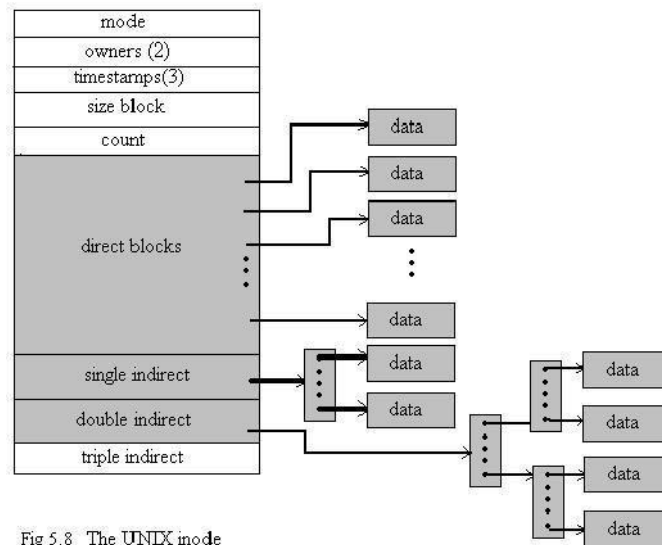 mode
owners (2)
timestamps(3)
size block
count
direct blocks
single indirect
double indirect
triple indirect
data
data
data
data
data
data
data
data
data
data
Fig 5.8 The UNIX inode